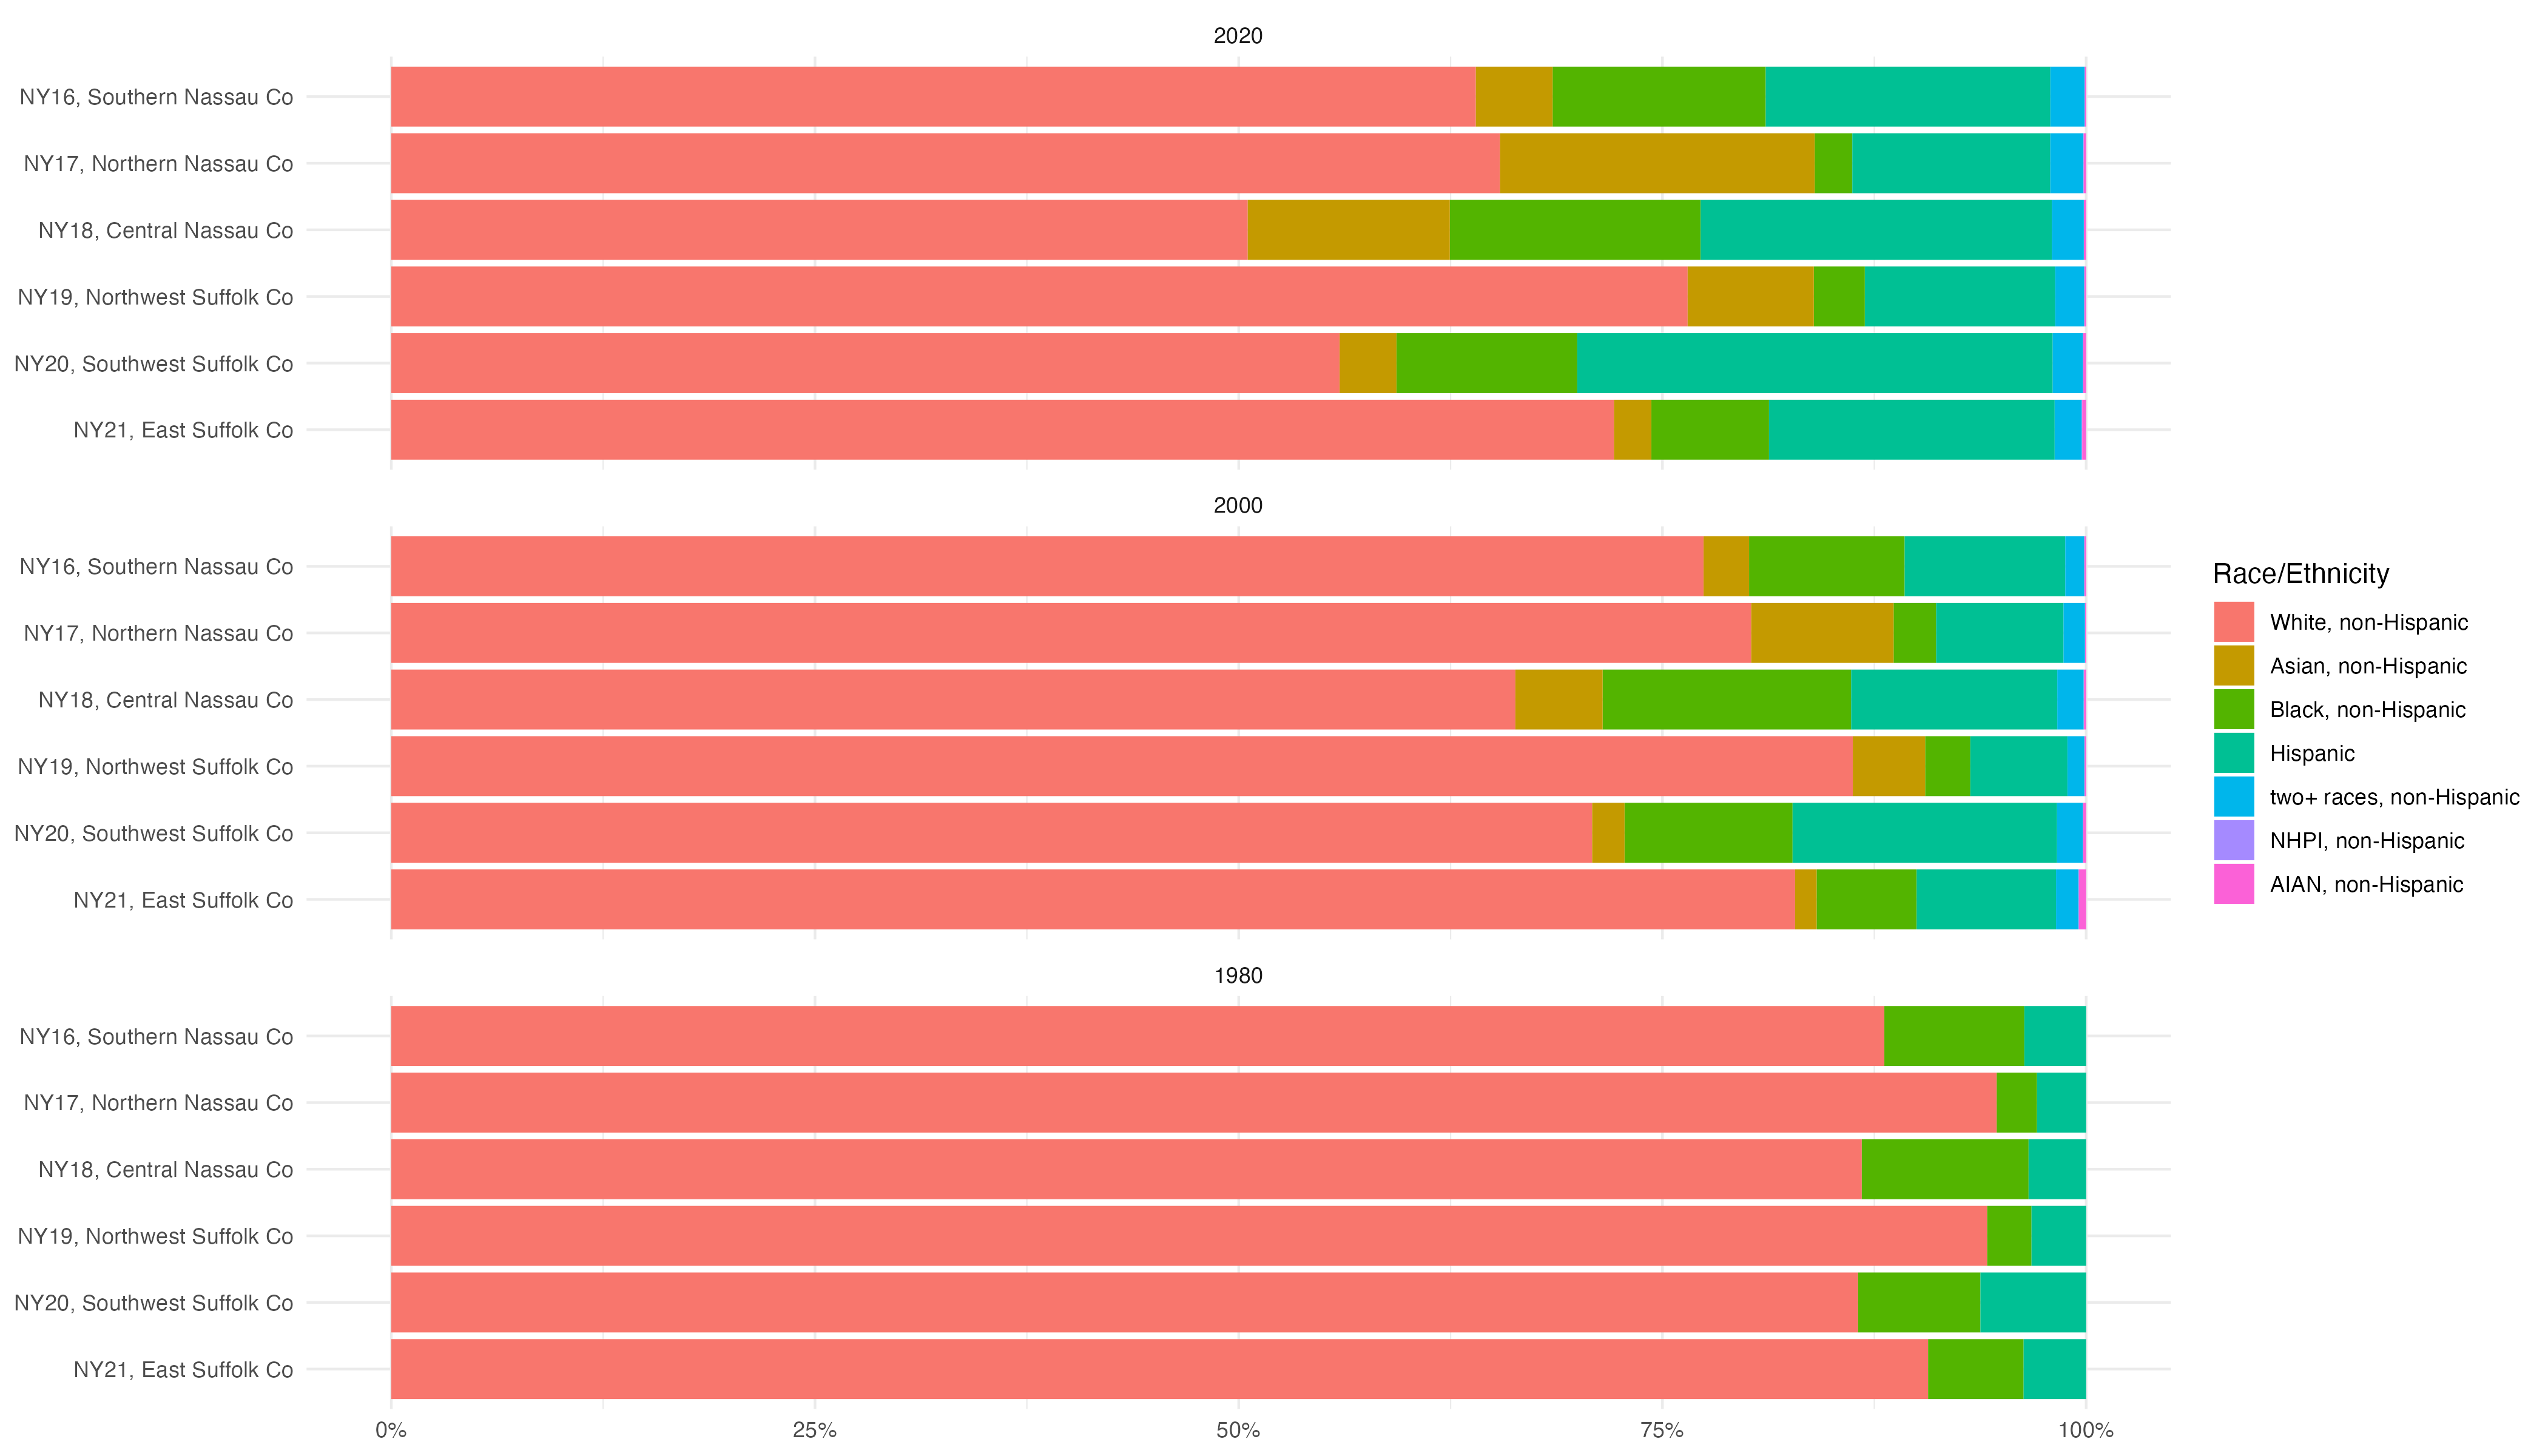 2020
NY16, Southern Nassau Co
NY17, Northern Nassau Co
NY18, Central Nassau Co
NY19, Northwest Suffolk Co
NY20, Southwest Suffolk Co
NY21, East Suffolk Co
2000
NY16, Southern Nassau Co
NY17, Northern Nassau Co
NY18, Central Nassau Co
NY19, Northwest Suffolk Co
NY20, Southwest Suffolk Co
NY21, East Suffolk Co
1980
NY16, Southern Nassau Co
NY17, Northern Nassau Co
NY18, Central Nassau Co
NY19, Northwest Suffolk Co
NY20, Southwest Suffolk Co
NY21, East Suffolk Co
0% 25% 50% 75% 100%
Race/Ethnicity
White, non-Hispanic
Asian, non-Hispanic
Black, non-Hispanic
Hispanic
two+ races, non-Hispanic
NHPI, non-Hispanic
AIAN, non-Hispanic